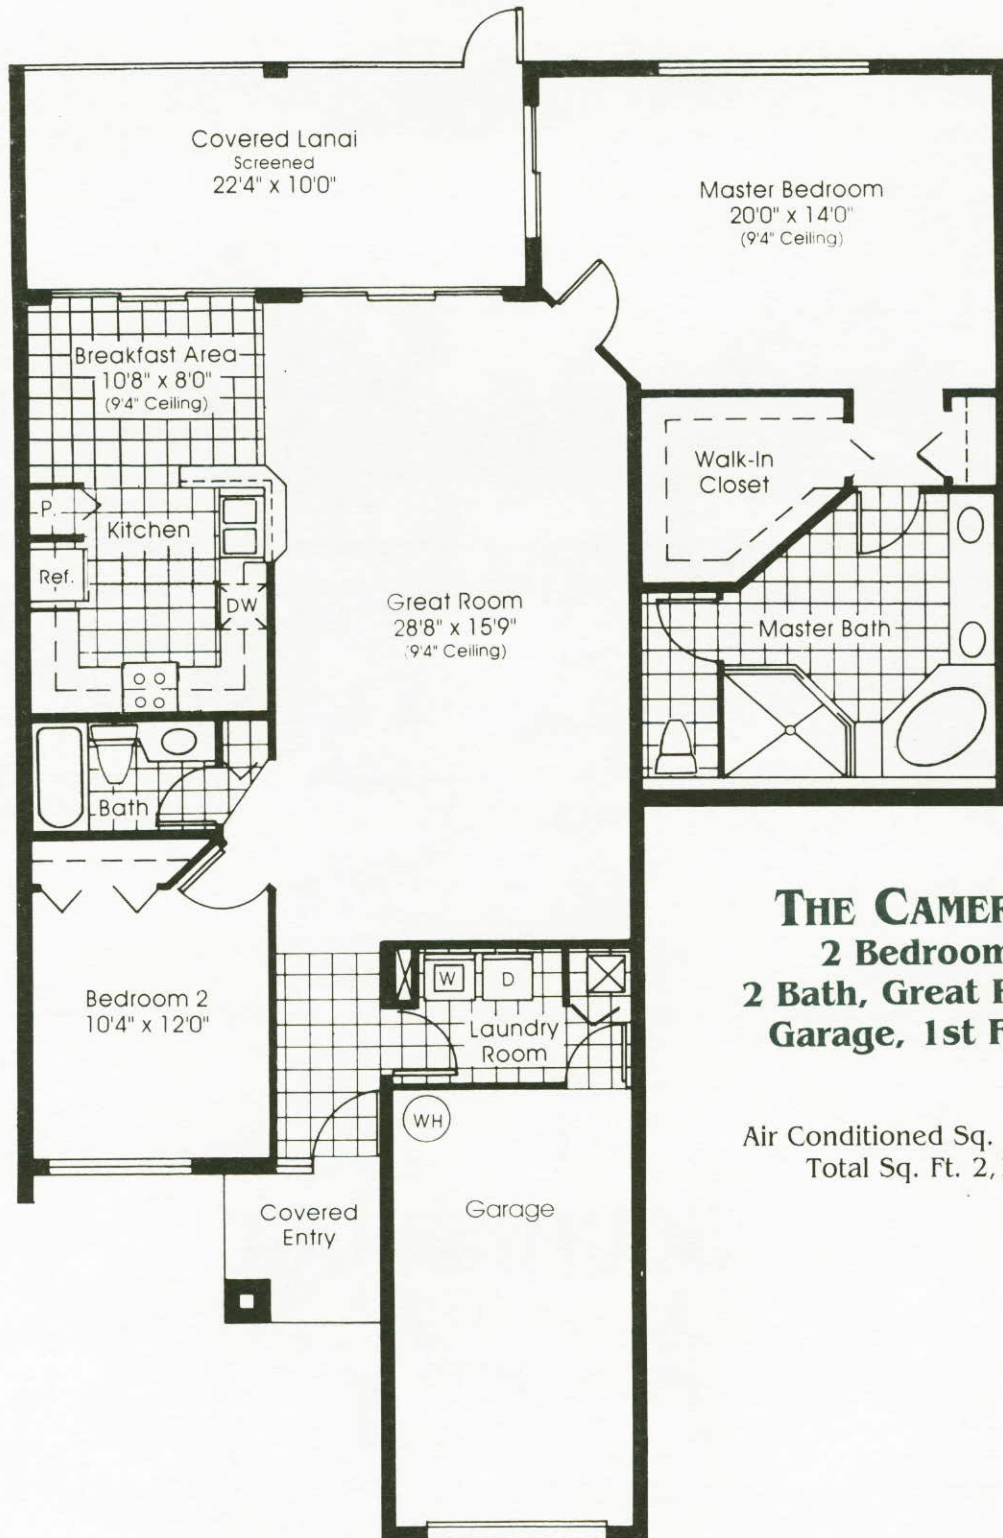 Covered Lanai
Screened
22'4" x 10'0"
Master Bedroom
20'0" x 14'0"
(9'4" Ceiling)
Breakfast Area
10'8" x 8'0"
(9'4" Ceiling)
Walk-In
Closet
P.
Kitchen
Ref.
DW
Great Room
28'8" x 15'9"
(9'4" Ceiling)
Master Bath
Bath
Bedroom 2
10'4" x 12'0"
W
D
Laundry
Room
WH
Covered
Entry
Garage
THE
2 Bedroom
2 Bath, Great
Garage, 1st
Air Conditioned Sq.
Total Sq. Ft. 2,